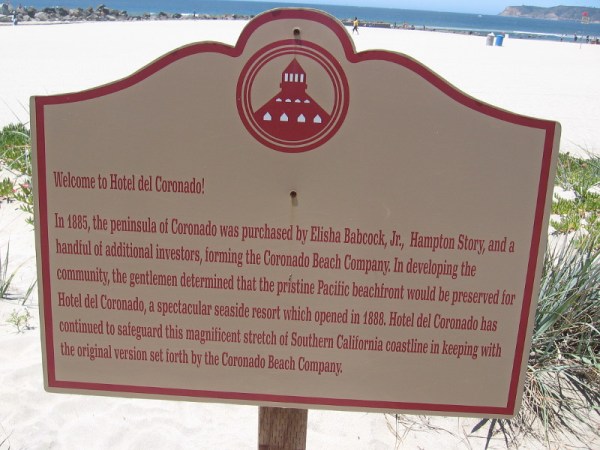 Welcome to Hotel del Coronado!
In 1885, the peninsula of Coronado was purchased by Elisha Babcock, Jr., Hampton Story, and a
handful of additional investors, forming the Coronado Beach Company. In developing the
community, the gentlemen determined that the pristine Pacific beachfront would be preserved for
Hotel del Coronado, a spectacular seaside resort which opened in 1888. Hotel del Coronado has
continued to safeguard this magnificent stretch of Southern California coastline in keeping with
the original version set forth by the Coronado Beach Company.